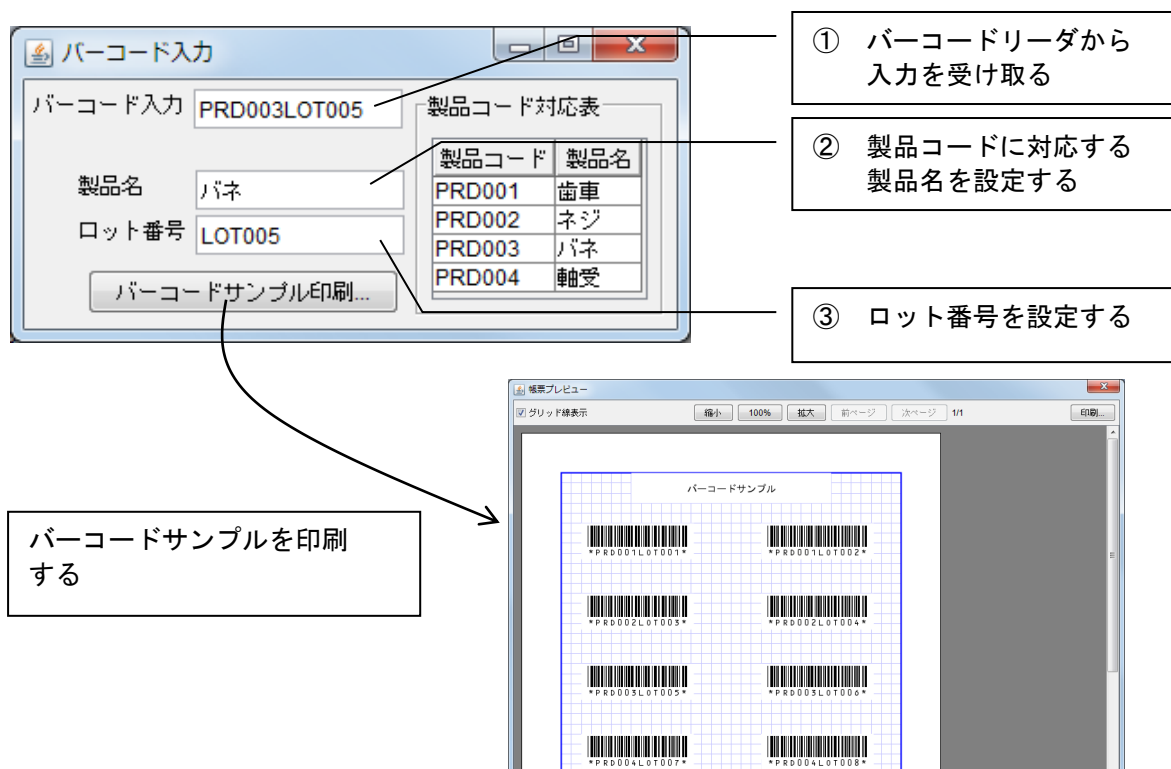 バーコード入力
① バーコードリーダから
入力を受け取る
バーコード入力 PRD003LOT005
製品コード対応表
製品コード 製品名
PRD001 歯車
PRD002 ネジ
PRD003 バネ
PRD004 軸受
製品名 バネ
ロット番号 LOT005
バーコードサンプル印刷...
② 製品コードに対応する
製品名を設定する
③ ロット番号を設定する
帳票プレビュー
グリッド線表示 縮小 100% 拡大 前ページ 次ページ 1/1 印刷...
バーコードサンプル
*PRD001LOT001* *PRD001LOT002*
*PRD002LOT003* *PRD002LOT004*
*PRD003LOT005* *PRD003LOT006*
*PRD004LOT007* *PRD004LOT008*
バーコードサンプルを印刷
する